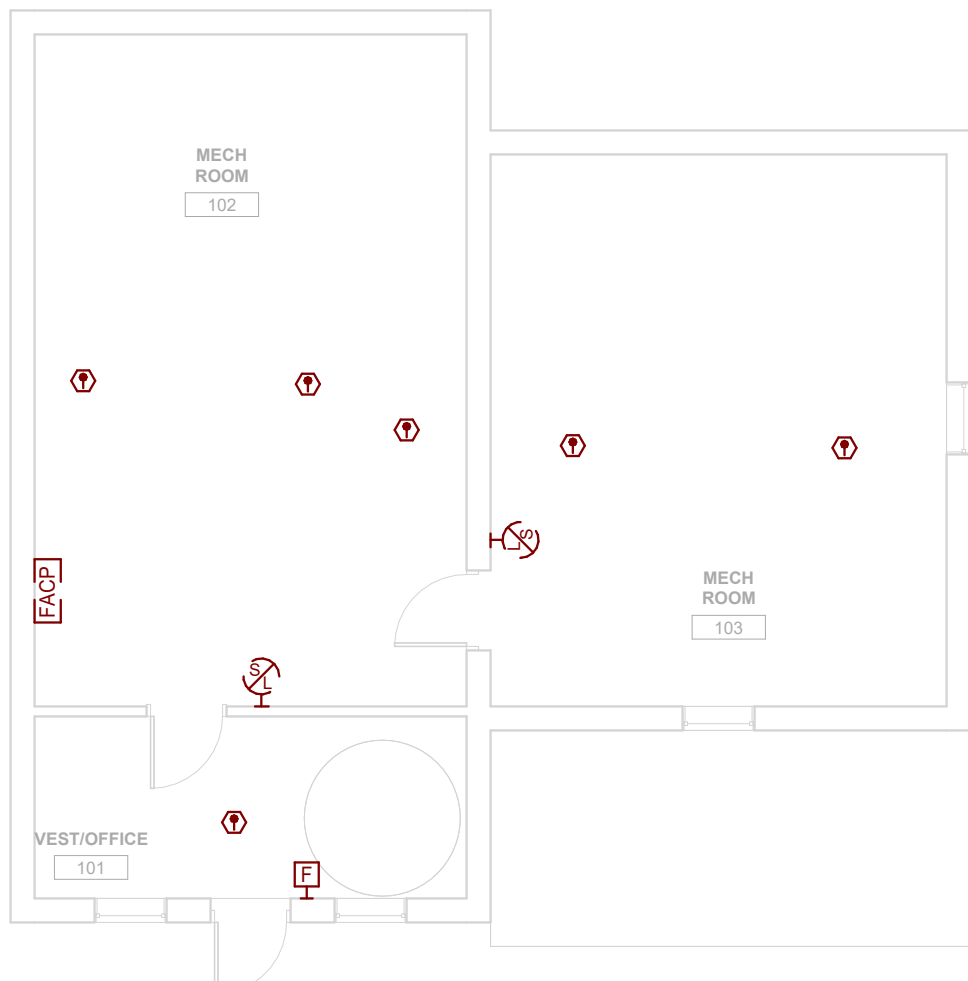 MECH
ROOM
102
FACP
L S
MECH
ROOM
103
S L
VEST/OFFICE
101
F